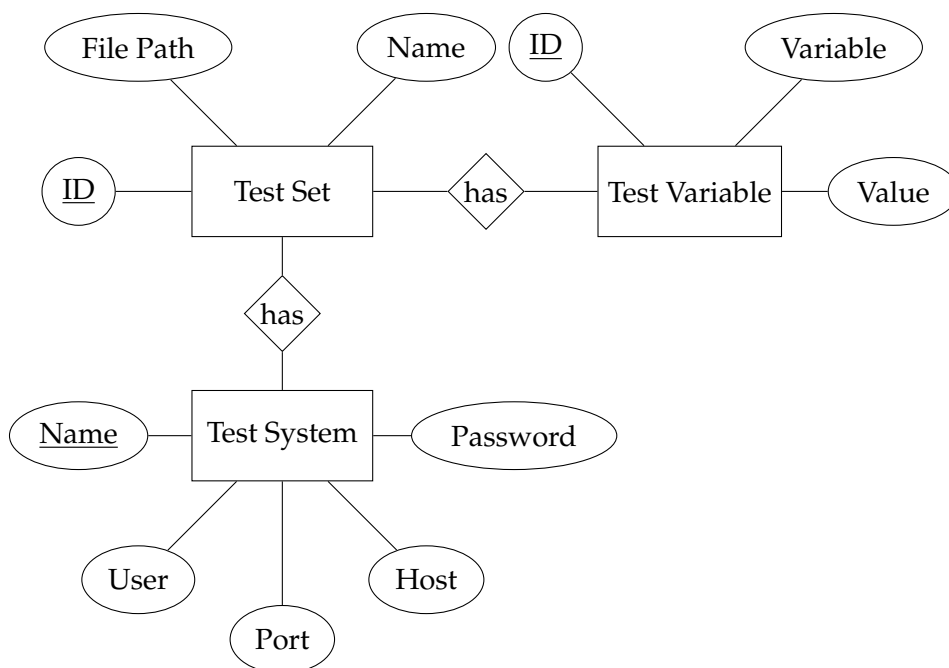 File Path
Name
ID
Variable
ID
Test Set
has
Test Variable
Value
has
Name
Test System
Password
User
Host
Port